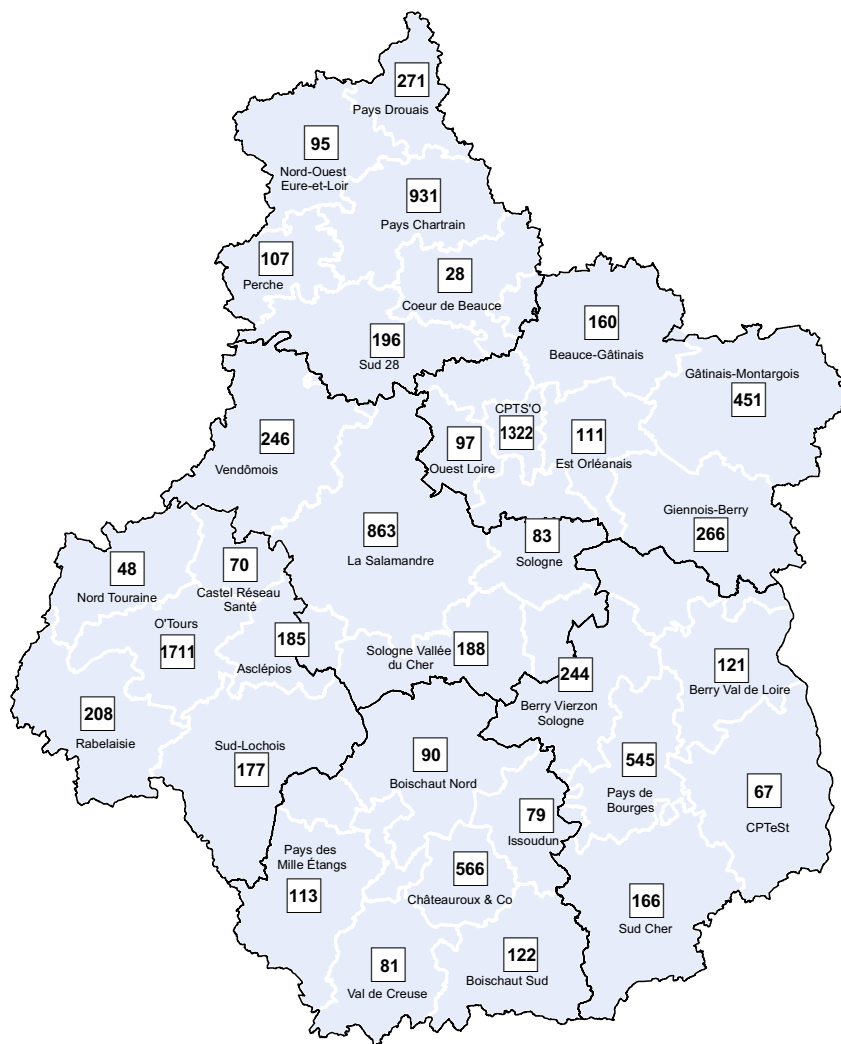 271
Pays Drouais
95
Nord-Ouest
Eure-et-Loir
931
Pays Chartrain
107
Perche
28
Coeur de Beauce
196
Sud 28
160
Beauce-Gâtinais
Gâtinais-Montargois
451
246
Vendômois
97
Ouest Loire
CPTS'O
1322
111
Est Orléanais
Giennois-Berry
266
863
La Salamandre
83
Sologne
48
Nord Touraine
70
Castel Réseau
Santé
O'Tours
1711
185
Asclépios
Sologne Vallée
du Cher
188
244
Berry Vierzon
Sologne
121
Berry Val de Loire
208
Rabelaisie
Sud-Lochois
177
90
Boischaut Nord
545
Pays de
Bourges
67
CPTeSt
79
Issoudun
Pays des
Mille Étangs
113
566
Châteauroux & Co
166
Sud Cher
81
Val de Creuse
122
Boischaut Sud